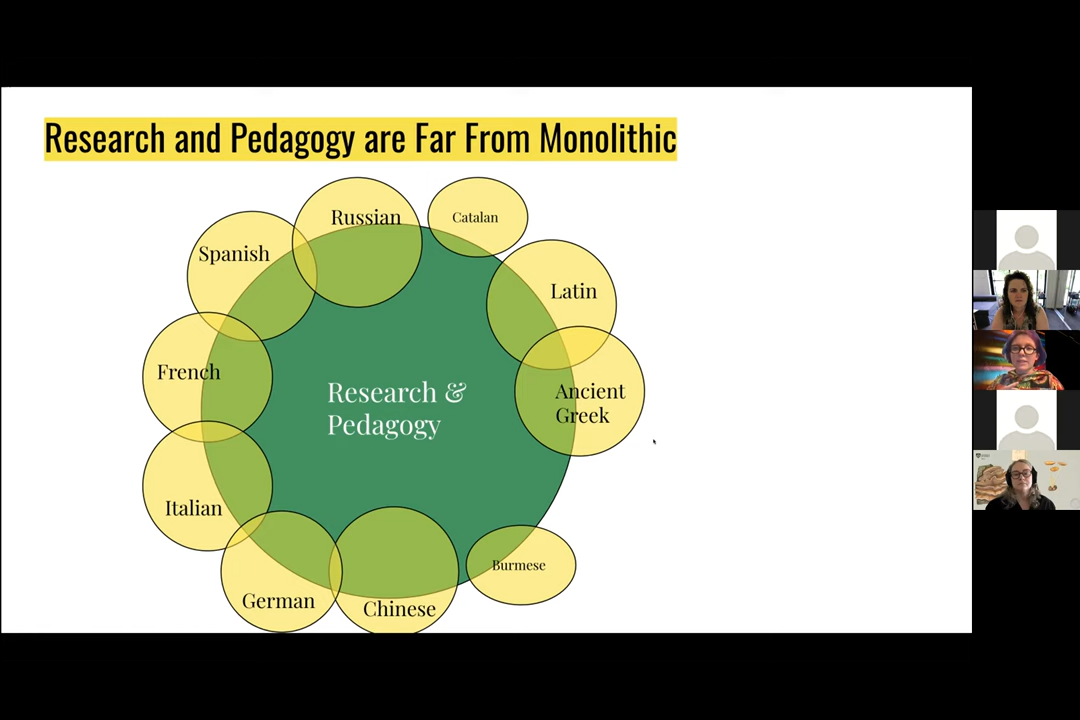 Research and Pedagogy are Far From Monolithic
Russian
Catalan
Spanish
Latin
French
Research &
Pedagogy
Ancient
Greek
Italian
Burmese
German
Chinese